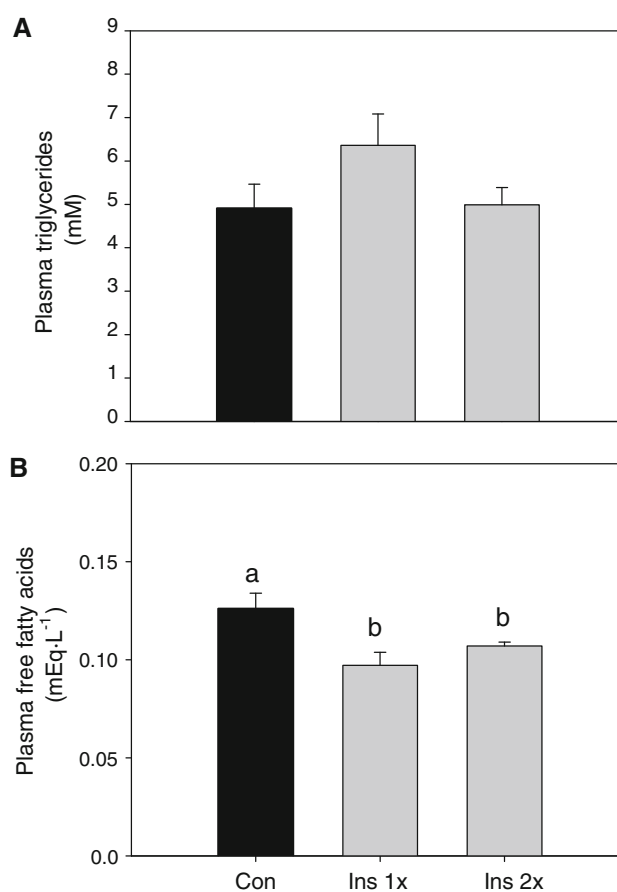 A
Plasma triglycerides
(mM)
9
8
7
6
5
4
3
2
1
0
B
Plasma free fatty acids
(mEq·L⁻¹)
0.20
0.15
0.10
0.05
0.0
a
b
b
Con Ins 1x Ins 2x